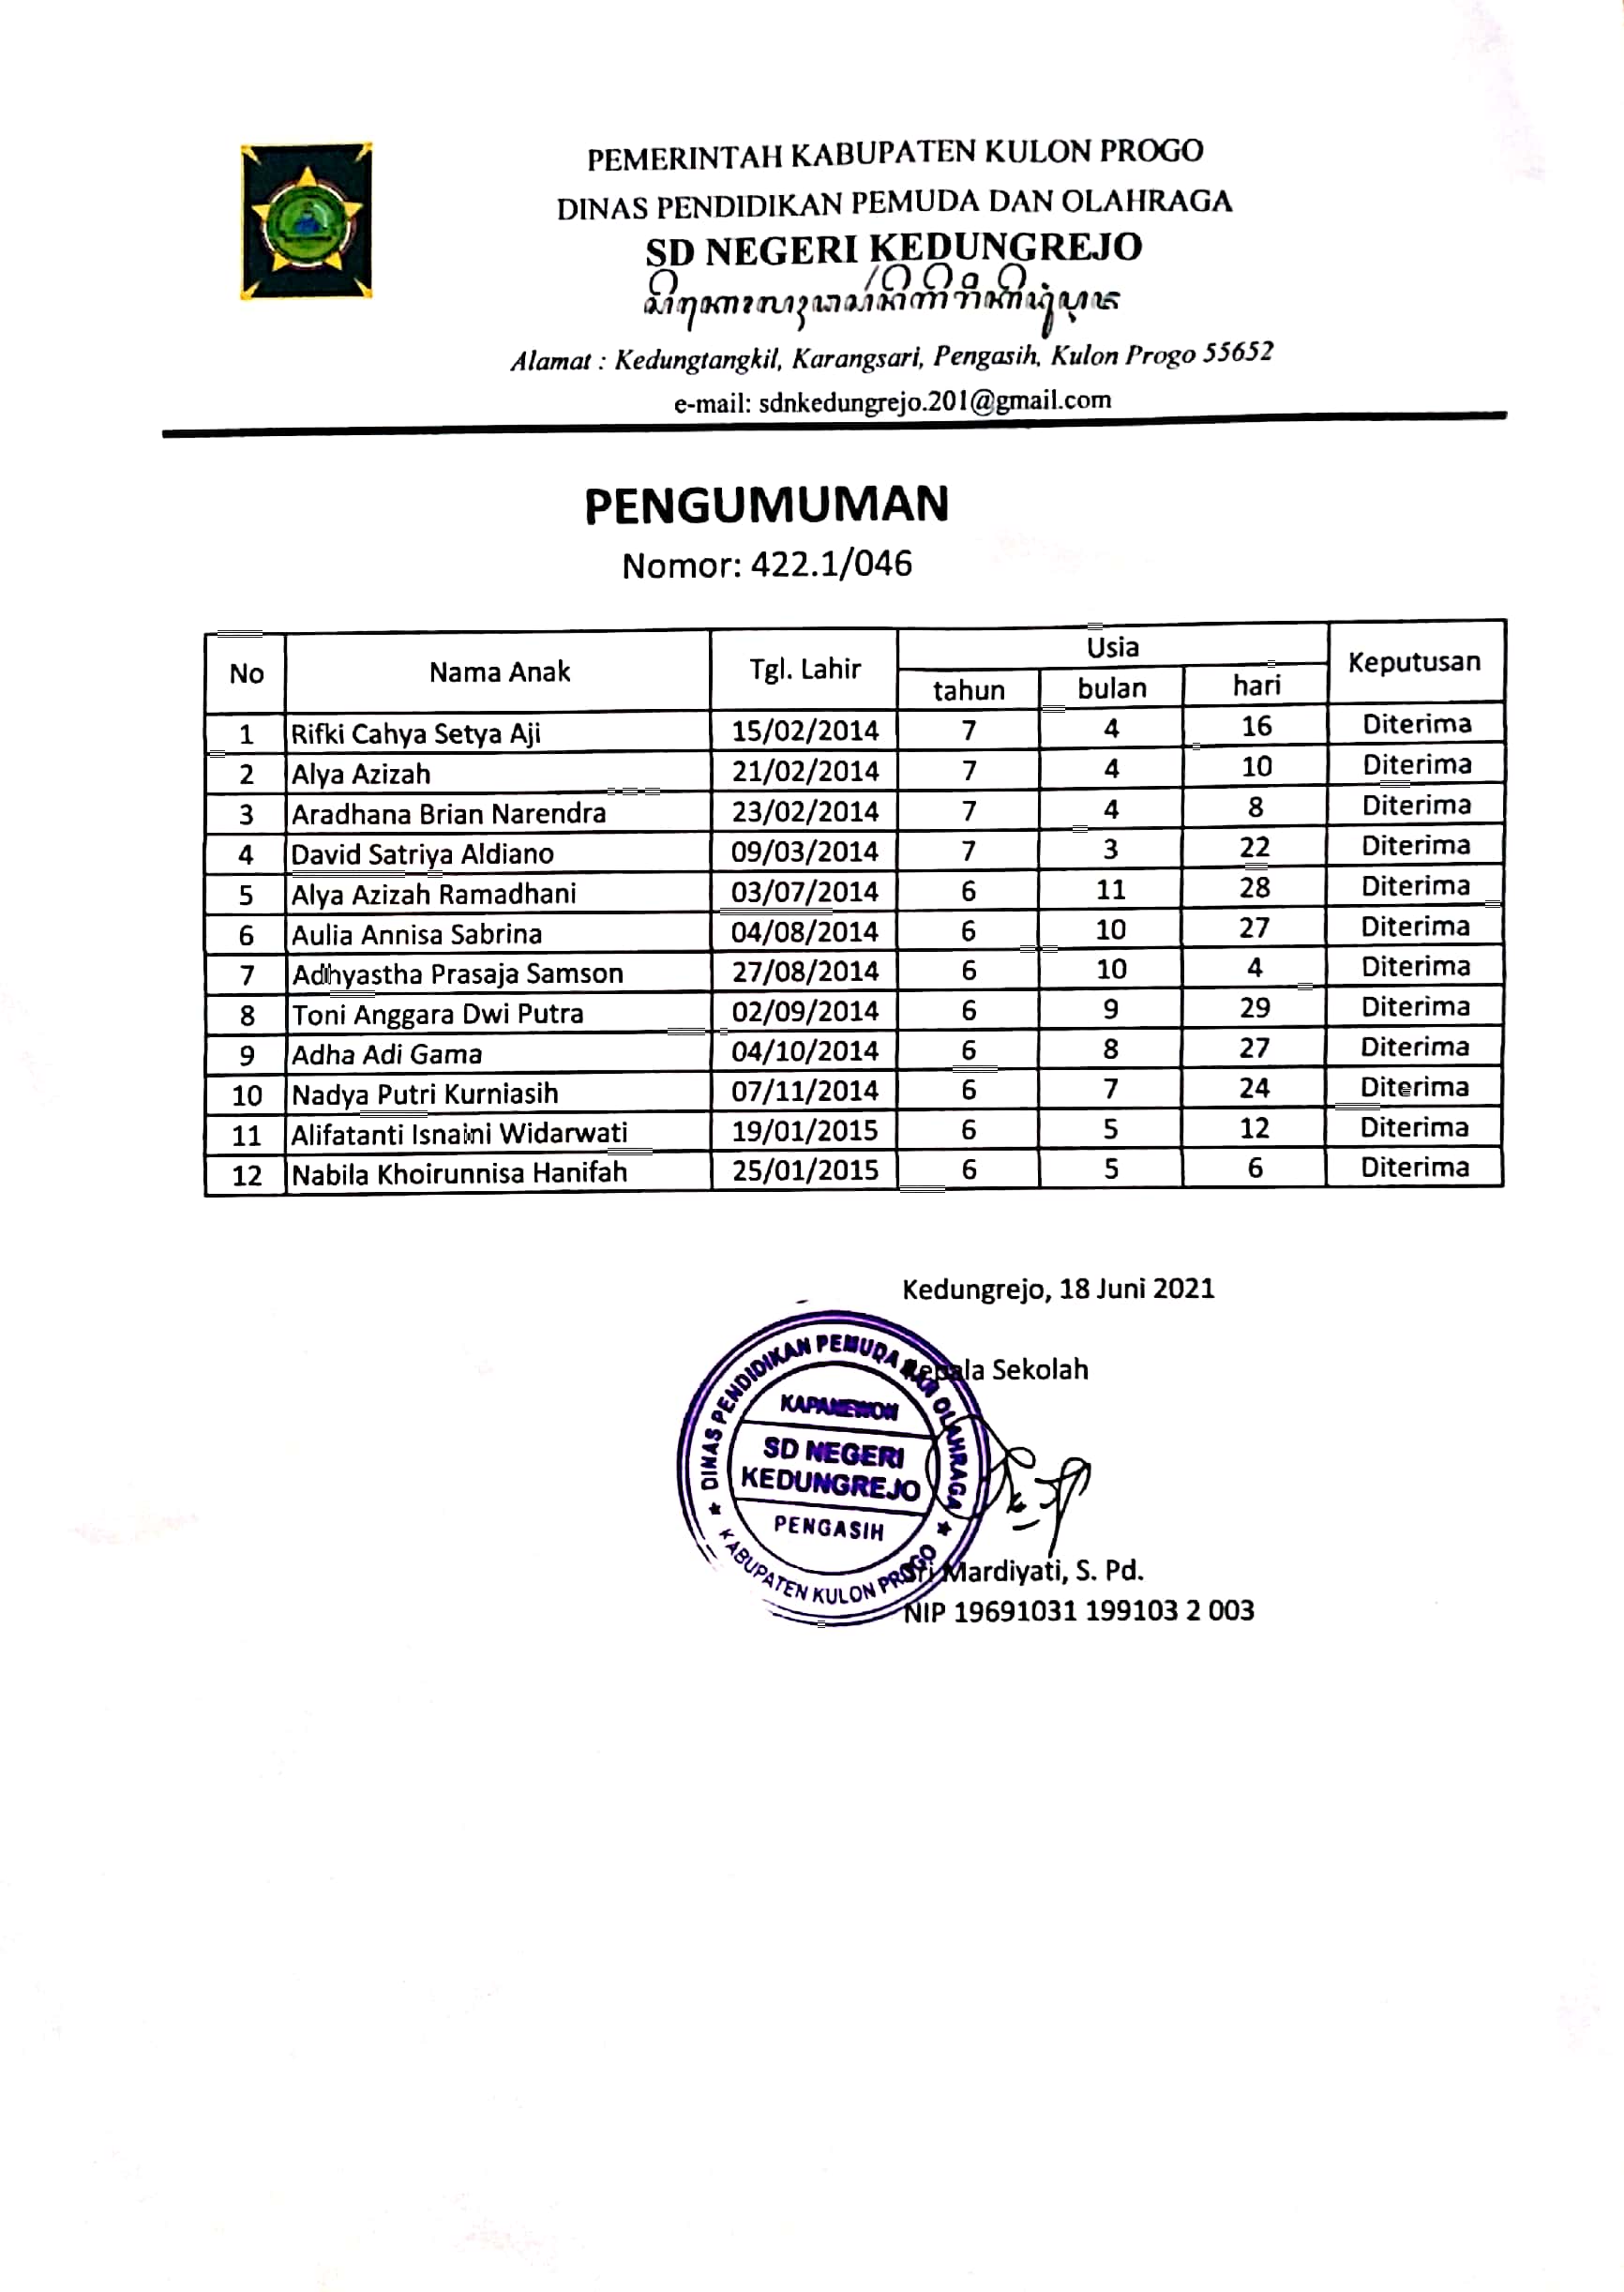 PEMERINTAH KABUPATEN KULON PROGO
DINAS PENDIDIKAN PEMUDA DAN OLAHRAGA
SD NEGERI KEDUNGREJO
Alamat : Kedungtangkil, Karangsari, Pengasih, Kulon Progo 55652
e-mail: sdnkedungrejo.201@gmail.com
PENGUMUMAN
Nomor: 422.1/046
No Nama Anak Tgl. Lahir Usia Keputusan
tahun bulan hari
1 Rifki Cahya Setya Aji 15/02/2014 7 4 16 Diterima
2 Alya Azizah 21/02/2014 7 4 10 Diterima
3 Aradhana Brian Narendra 23/02/2014 7 4 8 Diterima
4 David Satriya Aldiano 09/03/2014 7 3 22 Diterima
5 Alya Azizah Ramadhani 03/07/2014 6 11 28 Diterima
6 Aulia Annisa Sabrina 04/08/2014 6 10 27 Diterima
7 Adhyastha Prasaja Samson 27/08/2014 6 10 4 Diterima
8 Toni Anggara Dwi Putra 02/09/2014 6 9 29 Diterima
9 Adha Adi Gama 04/10/2014 6 8 27 Diterima
10 Nadya Putri Kurniasih 07/11/2014 6 7 24 Diterima
11 Alifatanti Isnaini Widarwati 19/01/2015 6 5 12 Diterima
12 Nabila Khoirunnisa Hanifah 25/01/2015 6 5 6 Diterima
Kedungrejo, 18 Juni 2021
Kepala Sekolah
DINAS PENDIDIKAN PEMUDA DAN OLAHRAGA
KAPANEWON
SD NEGERI
KEDUNGREJO
PENGASIH
KABUPATEN KULON PROGO
Sri Mardiyati, S. Pd.
NIP 19691031 199103 2 003